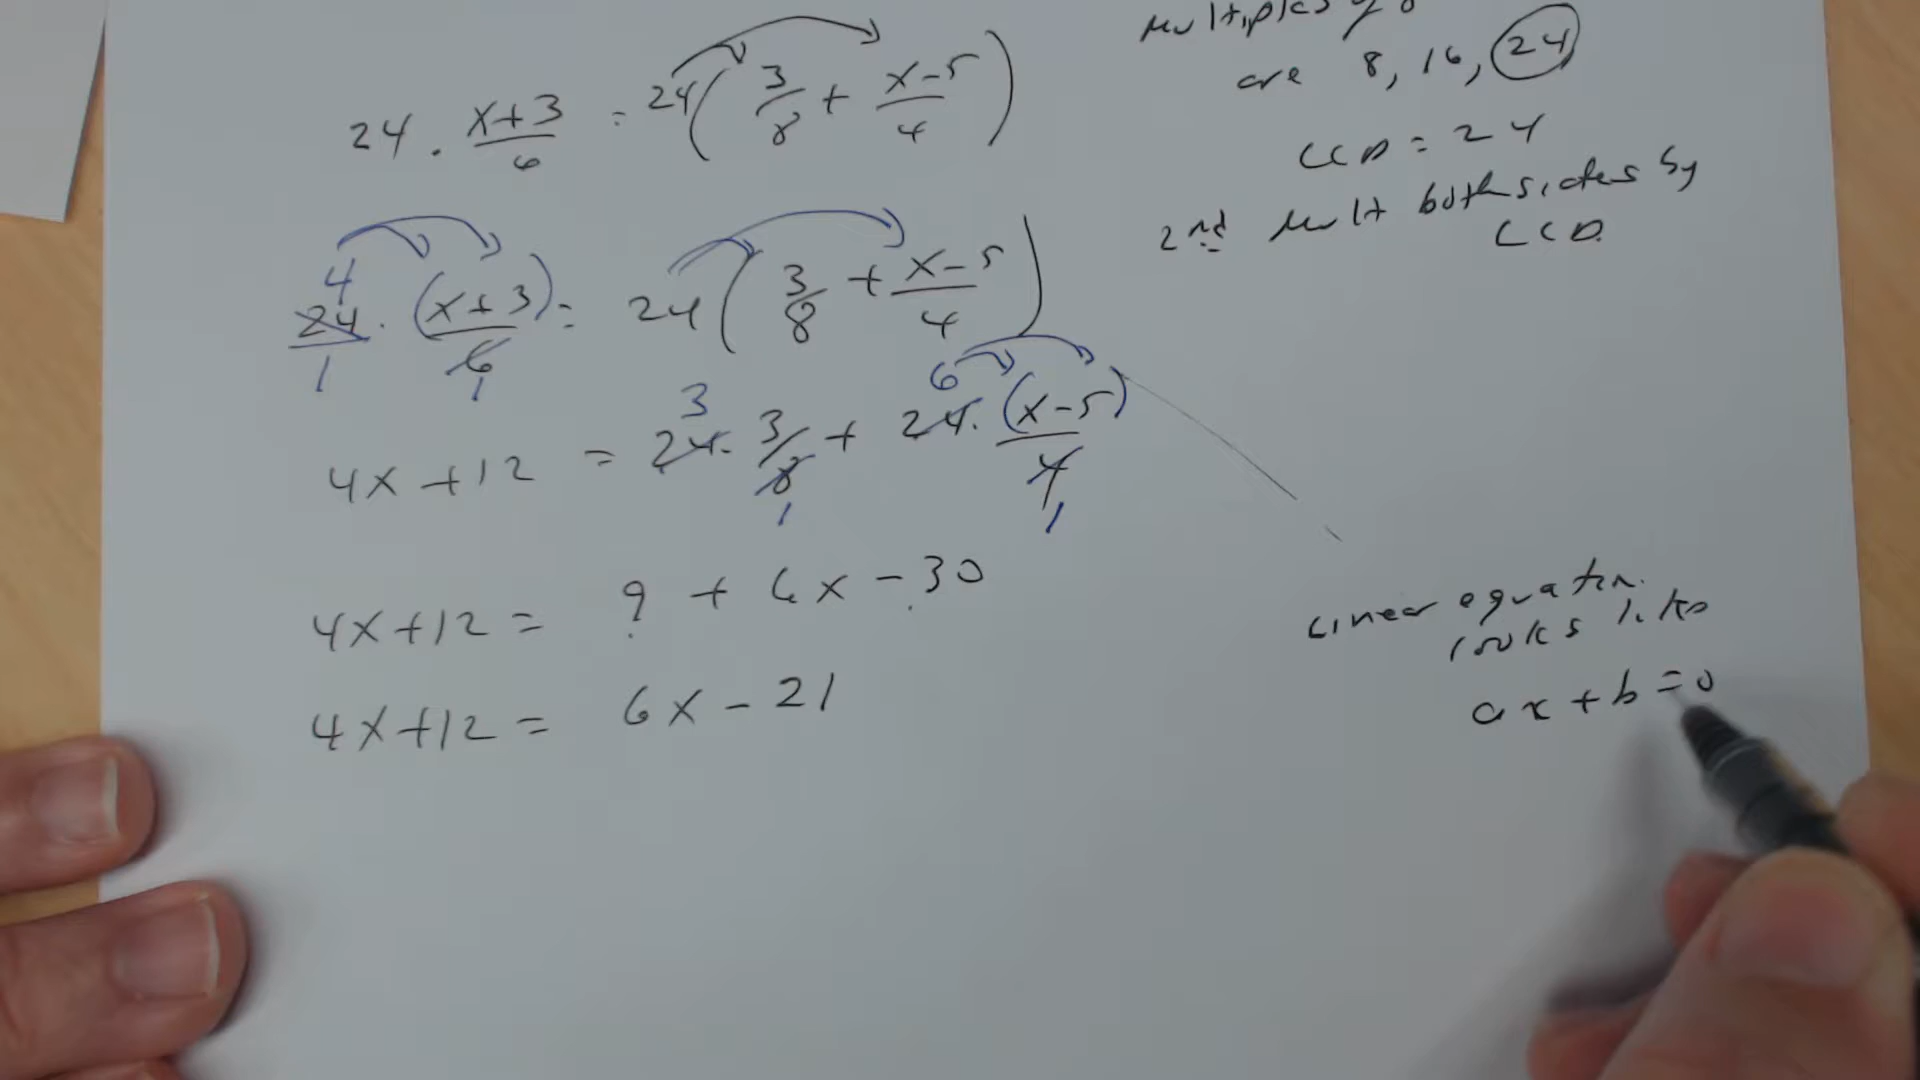 multiples of 8
are 8, 16, 24
24 . x+3/6 = 24( 3/8 + x-5/4 )
LCD = 24
2nd mult both sides by
LCD.
4
24/1 . (x+3)/6 = 24( 3/8 + x-5/4 )
1
3 6
4x +12 = 24. 3/8 + 24. (x-5)/4
1 1
4x+12 = 9 + 6x - 30
Linear equation
looks like
4x+12 = 6x - 21
ax + b = 0